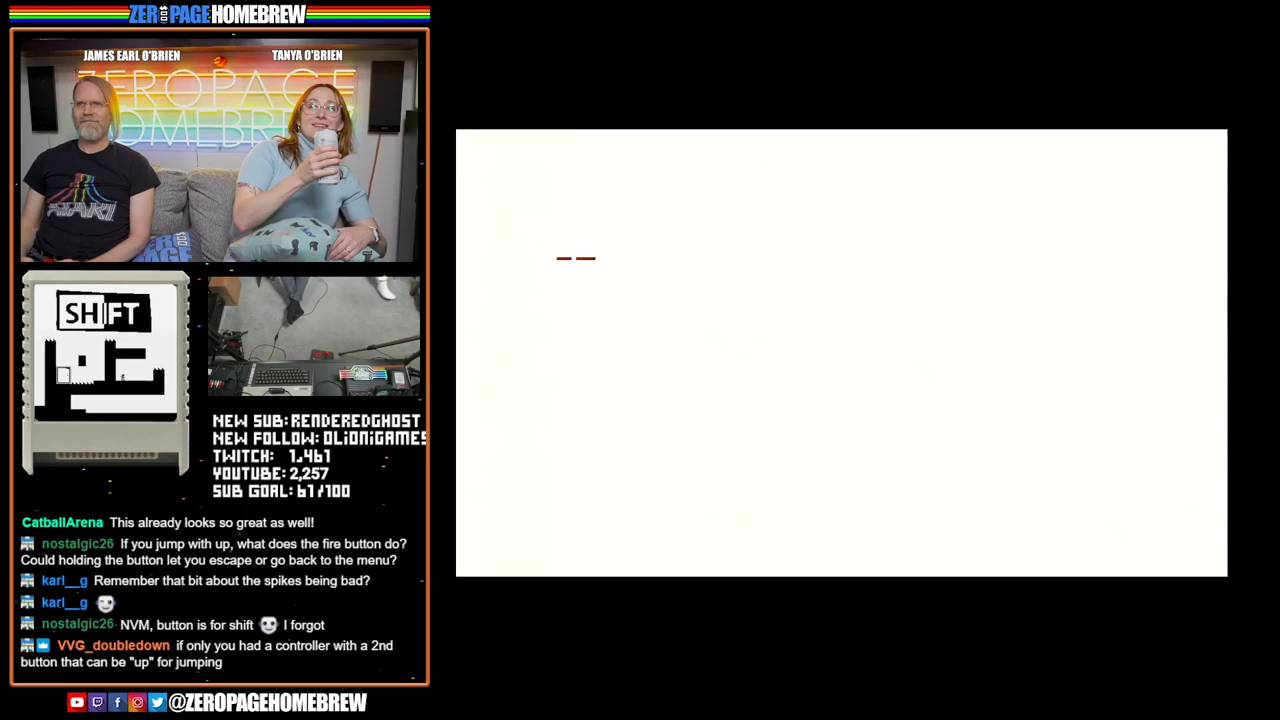 ZEROPAGE HOMEBREW
JAMES EARL O'BRIEN
TANYA O'BRIEN
ZEROPAGE
HOMEBRE
ATARI
SHIFT
NEW SUB: RENDEREDGHOST
NEW FOLLOW: OLIONIGAMES
TWITCH: 1,461
YOUTUBE: 2,257
SUB GOAL: 67/100
CatballArena This already looks so great as well!
nostalgic26 If you jump with up, what does the fire button do?
Could holding the button let you escape or go back to the menu?
karl__g Remember that bit about the spikes being bad?
karl__g
nostalgic26 NVM, button is for shift I forgot
VVG_doubledown if only you had a controller with a 2nd
button that can be "up" for jumping
@ZEROPAGEHOMEBREW